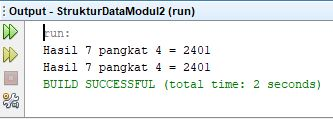 Output - StrukturDataModul2 (run)
run:
Hasil 7 pangkat 4 = 2401
Hasil 7 pangkat 4 = 2401
BUILD SUCCESSFUL (total time: 2 seconds)